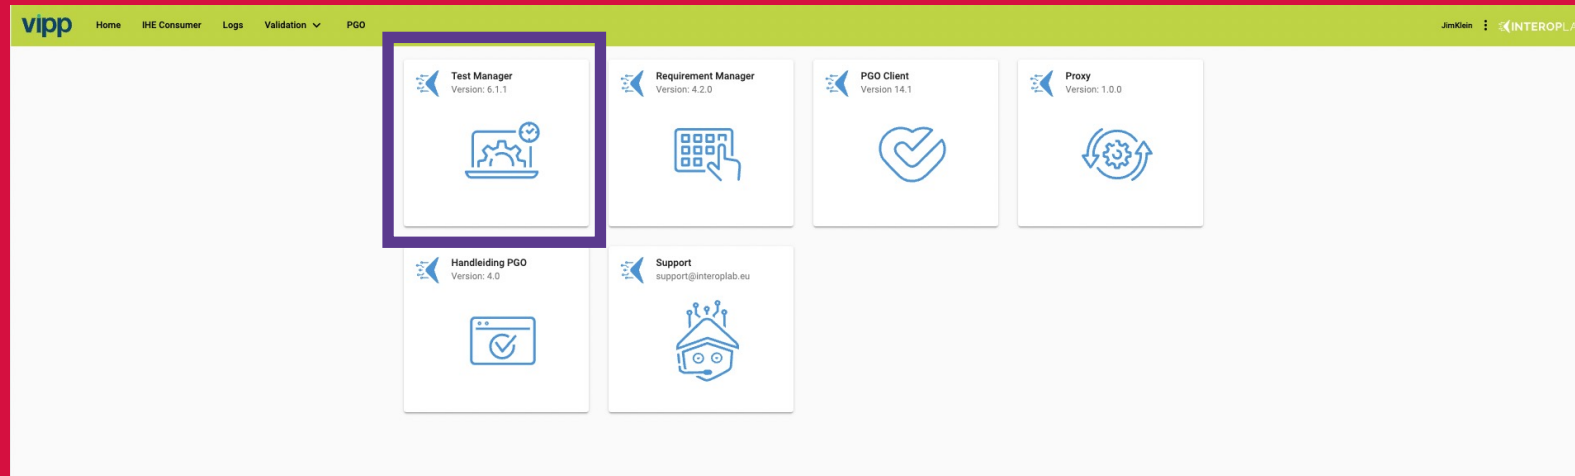 vipp
Home
IHE Consumer
Logs
Validation
PGO
JimKlein
INTEROPLA
Test Manager
Version: 6.1.1
Requirement Manager
Version: 4.2.0
PGO Client
Version 14.1
Proxy
Version: 1.0.0
Handleiding PGO
Version: 4.0
Support
support@interoplab.eu